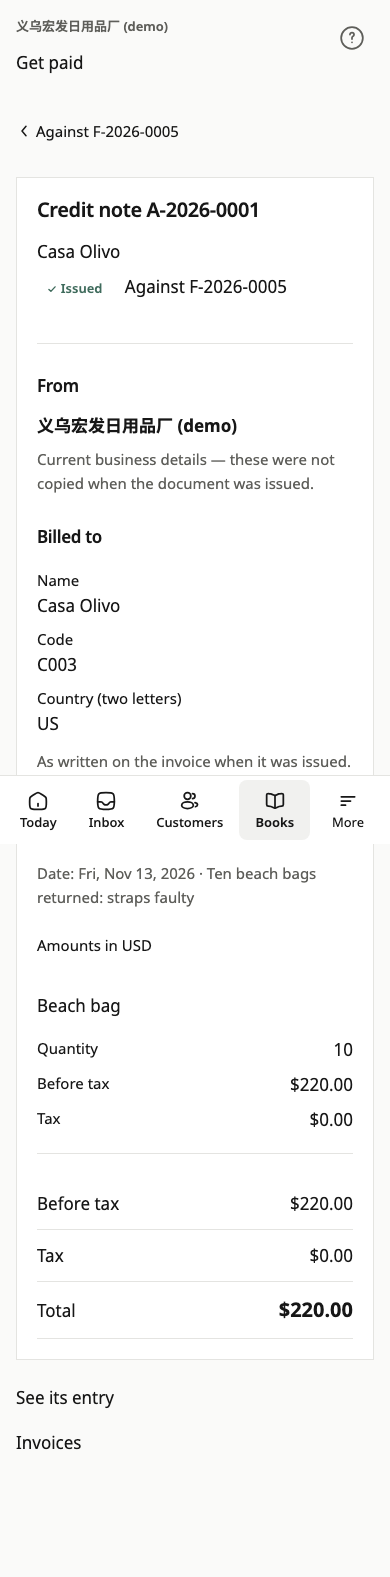 义乌宏发日用品厂 (demo)
Get paid
Against F-2026-0005
Credit note A-2026-0001
Casa Olivo
Issued Against F-2026-0005
From
义乌宏发日用品厂 (demo)
Current business details — these were not
copied when the document was issued.
Billed to
Name
Casa Olivo
Code
C003
Country (two letters)
US
As written on the invoice when it was issued.
Today Inbox Customers Books More
Date: Fri, Nov 13, 2026 · Ten beach bags
returned: straps faulty
Amounts in USD
Beach bag
Quantity 10
Before tax $220.00
Tax $0.00
Before tax $220.00
Tax $0.00
Total $220.00
See its entry
Invoices